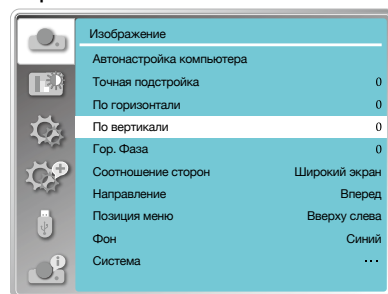 Изображение
Автонастройка компьютера
Точная подстройка 0
По горизонтали 0
По вертикали 0
Гор. Фаза 0
Соотношение сторон Широкий экран
Направление Вперед
Позиция меню Вверху слева
Фон Синий
Система ...